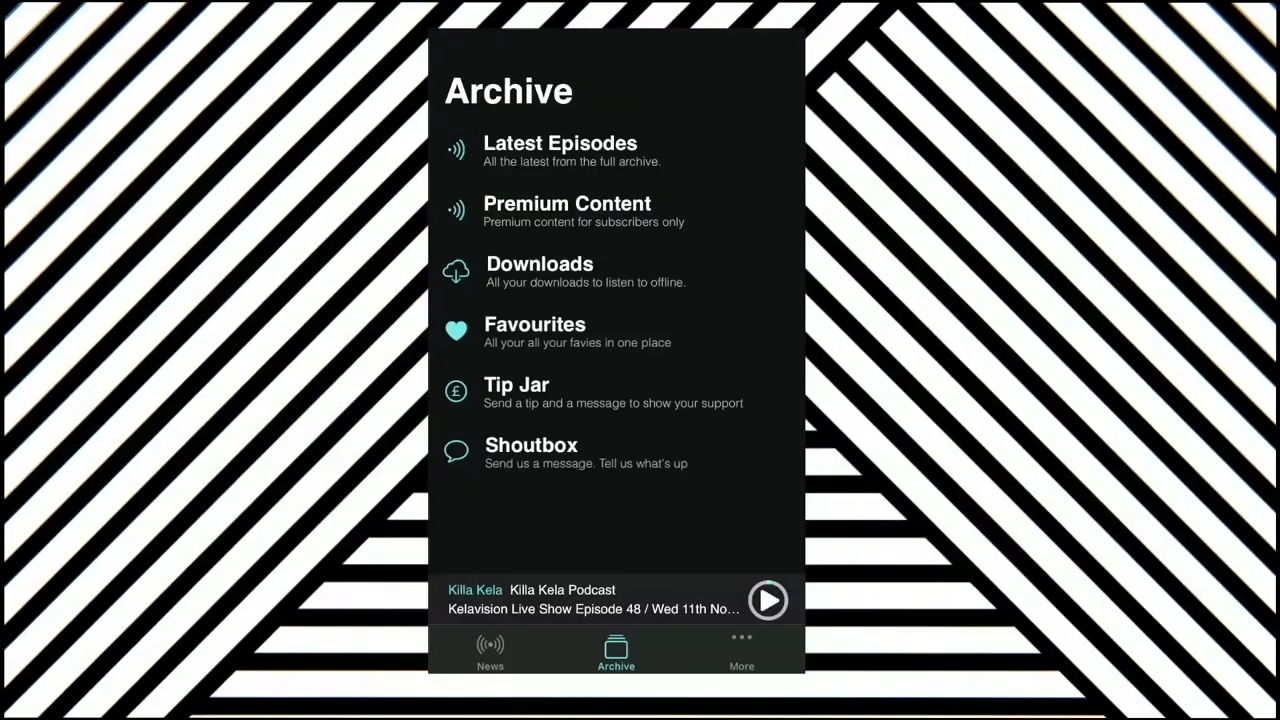 Archive
Latest Episodes
All the latest from the full archive.
Premium Content
Premium content for subscribers only
Downloads
All your downloads to listen to offline.
Favourites
All your all your favies in one place
Tip Jar
£
Send a tip and a message to show your support
Shoutbox
Send us a message. Tell us what's up
Killa Kela Killa Kela Podcast
Kelavision Live Show Episode 48 / Wed 11th No...
News Archive More